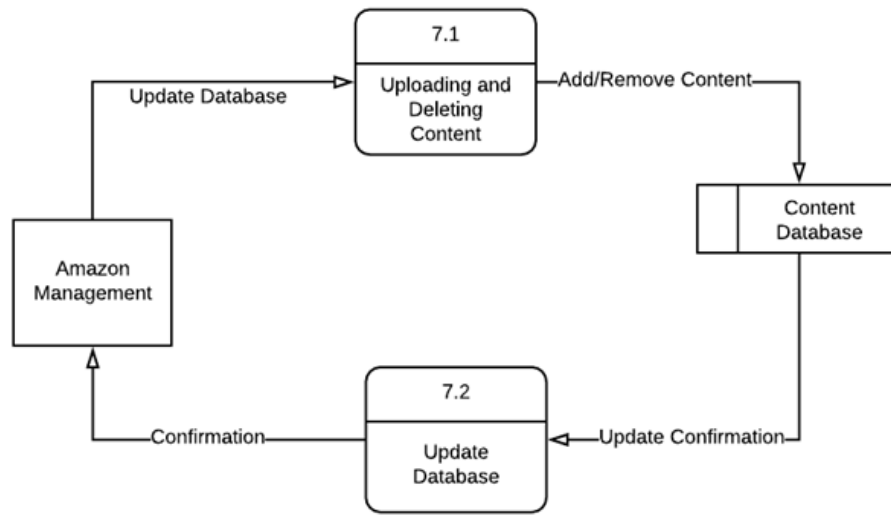 7.1
Uploading and
Deleting
Content
Update Database
Add/Remove Content
Content
Database
Amazon
Management
7.2
Update
Database
Confirmation
Update Confirmation